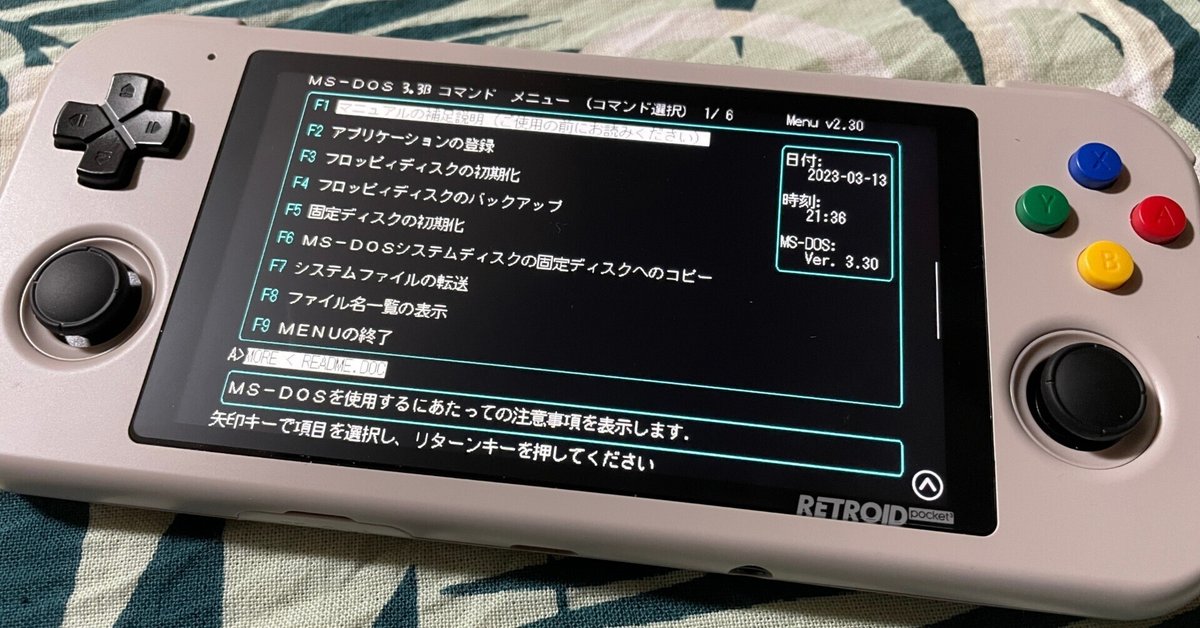 MS-DOS 3.3B コマンド メニュー (コマンド選択) 1/6 Menu v2.30
F1 マニュアルの補足説明(ご使用の前にお読みください)
F2 アプリケーションの登録
F3 フロッピィディスクの初期化
F4 フロッピィディスクのバックアップ
F5 固定ディスクの初期化
F6 MS-DOSシステムディスクの固定ディスクへのコピー
F7 システムファイルの転送
F8 ファイル名一覧の表示
F9 MENUの終了
日付:
2023-03-13
時刻:
21:36
MS-DOS:
Ver. 3.30
A>MORE < README.DOC
MS-DOSを使用するにあたっての注意事項を表示します.
矢印キーで項目を選択し、リターンキーを押してください
X
Y
A
B
RETROID pocket3